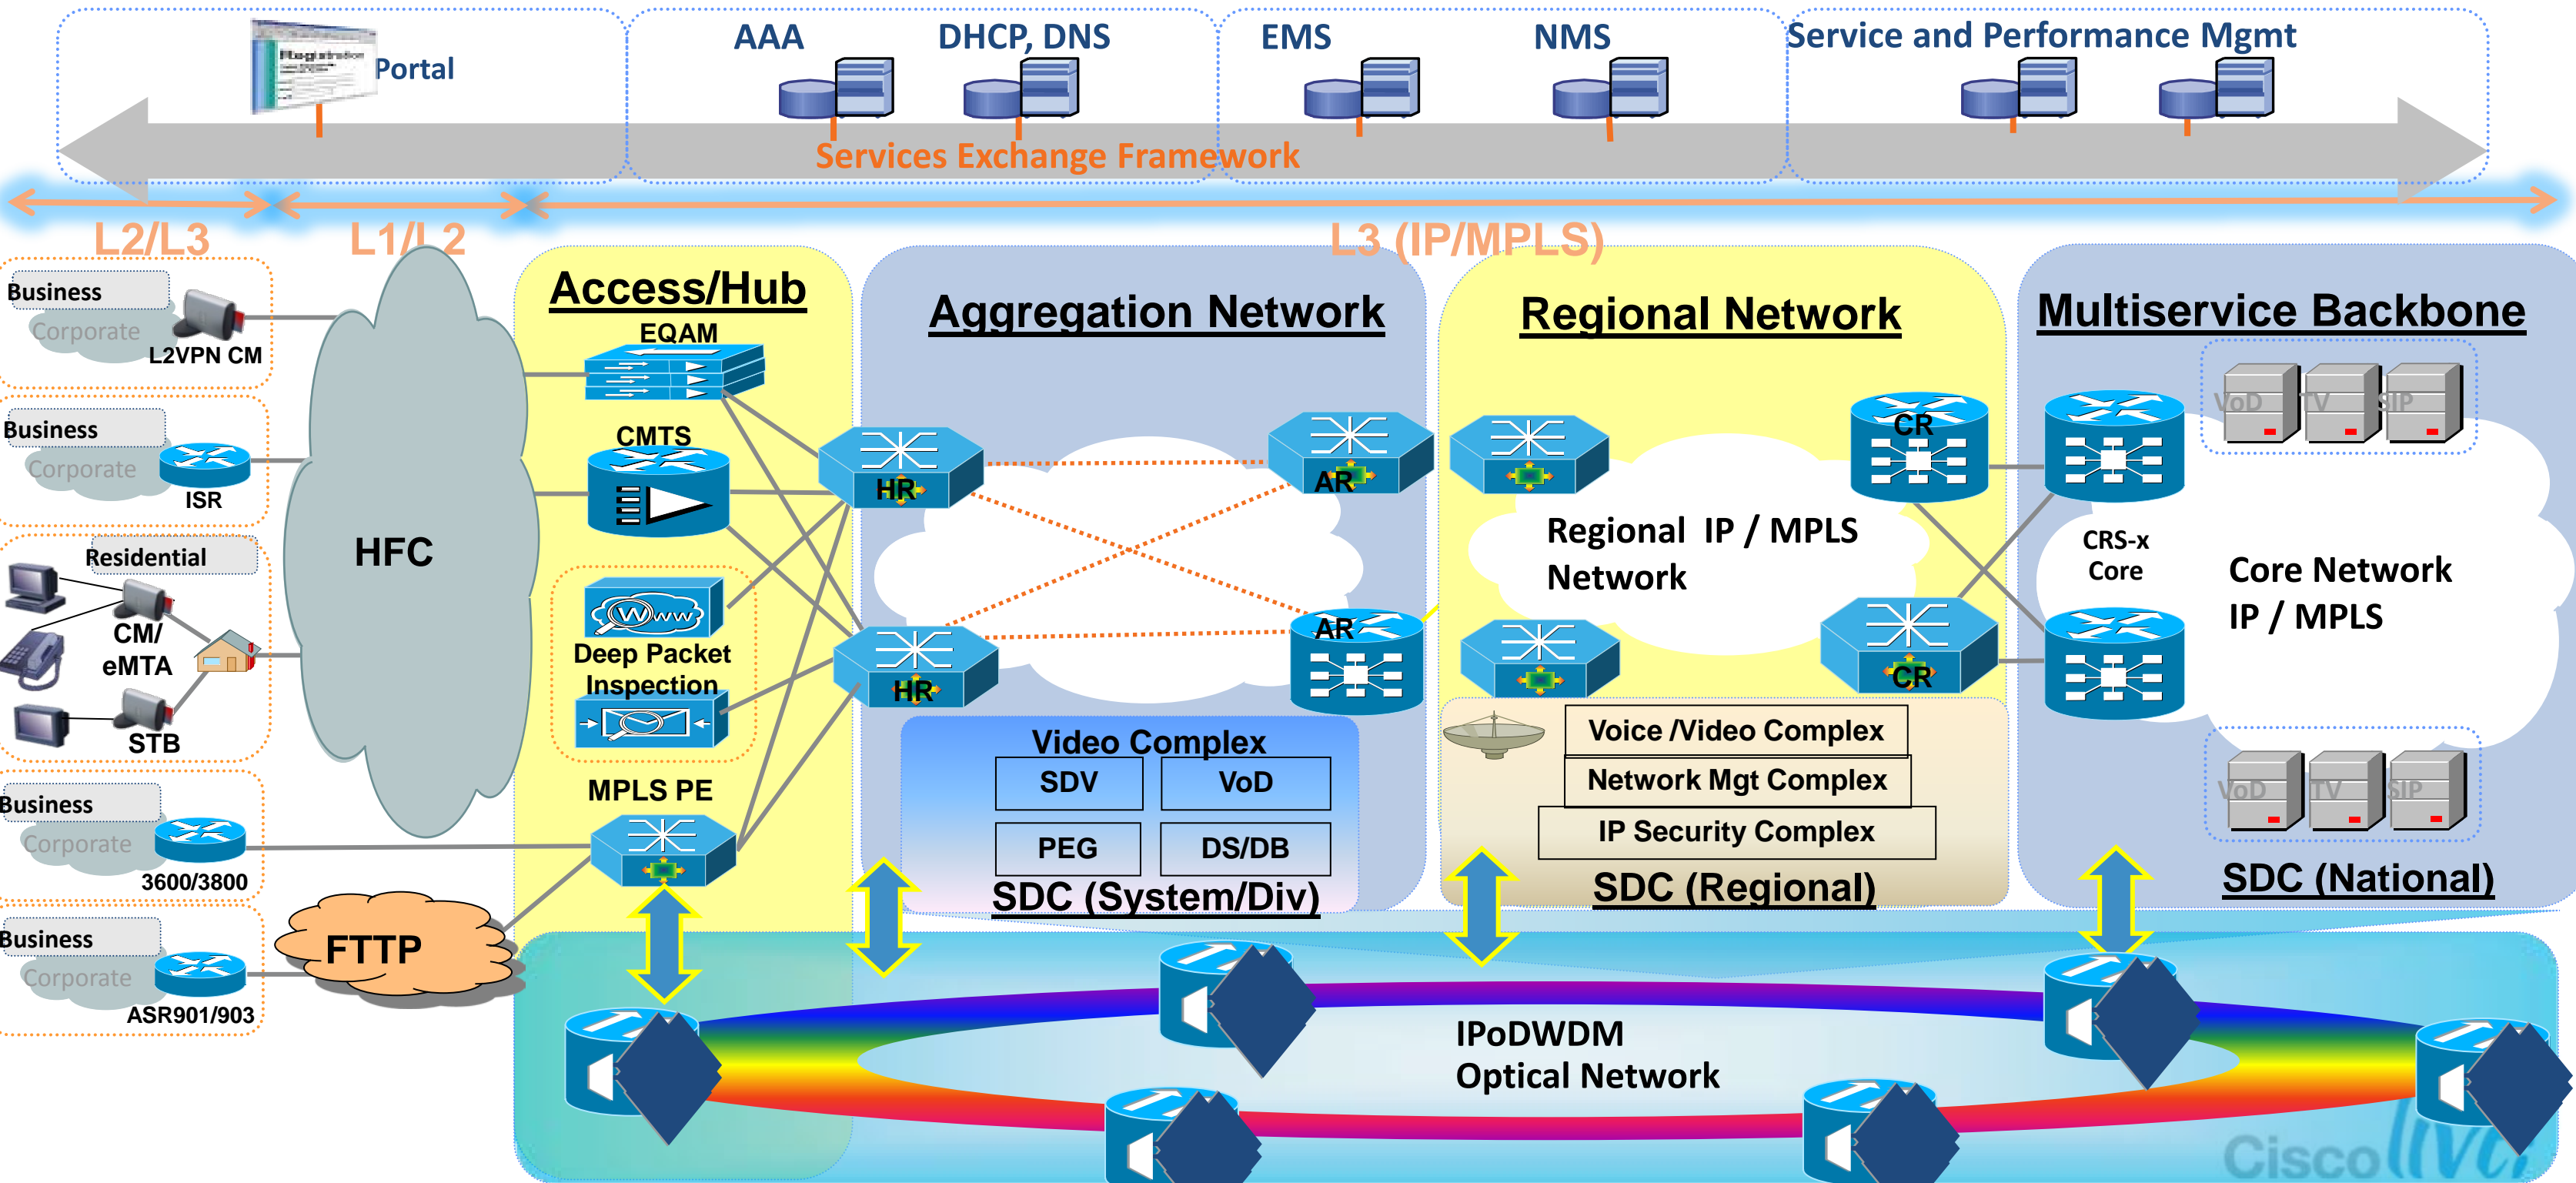 Registration
Portal
AAA
DHCP, DNS
EMS
NMS
Service and Performance Mgmt
Services Exchange Framework
L2/L3
L1/L2
L3 (IP/MPLS)
Business
Corporate
L2VPN CM
Business
Corporate
ISR
Residential
CM/
eMTA
STB
Business
Corporate
3600/3800
Business
Corporate
ASR901/903
HFC
FTTP
Access/Hub
EQAM
CMTS
Www
Deep Packet
Inspection
MPLS PE
Aggregation Network
HR
HR
AR
AR
Video Complex
SDV
VoD
PEG
DS/DB
SDC (System/Div)
Regional Network
CR
Regional IP / MPLS
Network
CR
Voice /Video Complex
Network Mgt Complex
IP Security Complex
SDC (Regional)
Multiservice Backbone
VoD
TV
SIP
CRS-x
Core
Core Network
IP / MPLS
VoD
TV
SIP
SDC (National)
IPoDWDM
Optical Network
Cisco live!